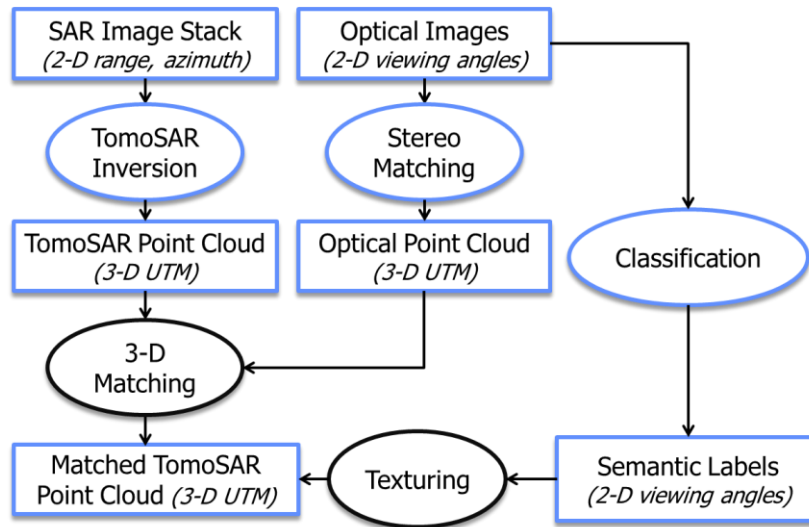 SAR Image Stack
(2-D range, azimuth)
Optical Images
(2-D viewing angles)
TomoSAR
Inversion
Stereo
Matching
TomoSAR Point Cloud
(3-D UTM)
Optical Point Cloud
(3-D UTM)
Classification
3-D
Matching
Matched TomoSAR
Point Cloud (3-D UTM)
Texturing
Semantic Labels
(2-D viewing angles)